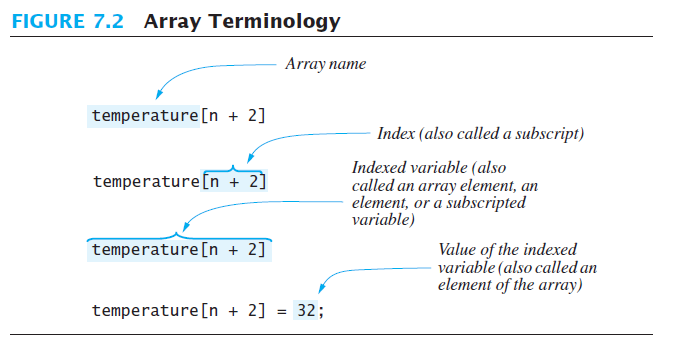 FIGURE 7.2 Array Terminology
Array name
temperature[n + 2]
Index (also called a subscript)
temperature[n + 2]
Indexed variable (also
called an array element, an
element, or a subscripted
variable)
temperature[n + 2]
Value of the indexed
variable (also called an
element of the array)
temperature[n + 2] = 32;